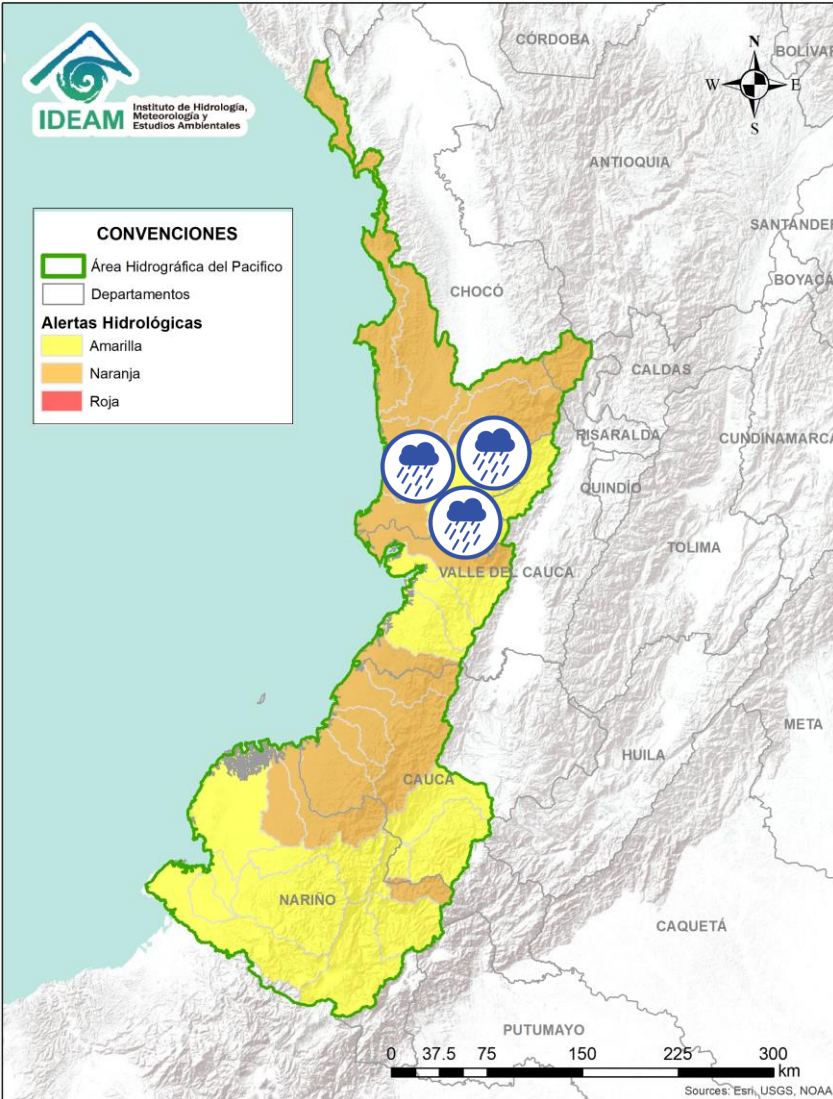 IDEAM
Instituto de Hidrología,
Meteorología y
Estudios Ambientales
CÓRDOBA
BOLÍVAR
N
W
E
S
ANTIOQUIA
SANTANDER
BOYACÁ
CONVENCIONES
Área Hidrográfica del Pacifico
Departamentos
Alertas Hidrológicas
Amarilla
Naranja
Roja
CHOCÓ
CALDAS
RISARALDA
CUNDINAMARCA
QUINDÍO
TOLIMA
VALLE DEL CAUCA
META
HUILA
CAUCA
NARIÑO
CAQUETÁ
PUTUMAYO
0 37.5 75 150 225 300
km
Sources: Esri, USGS, NOAA